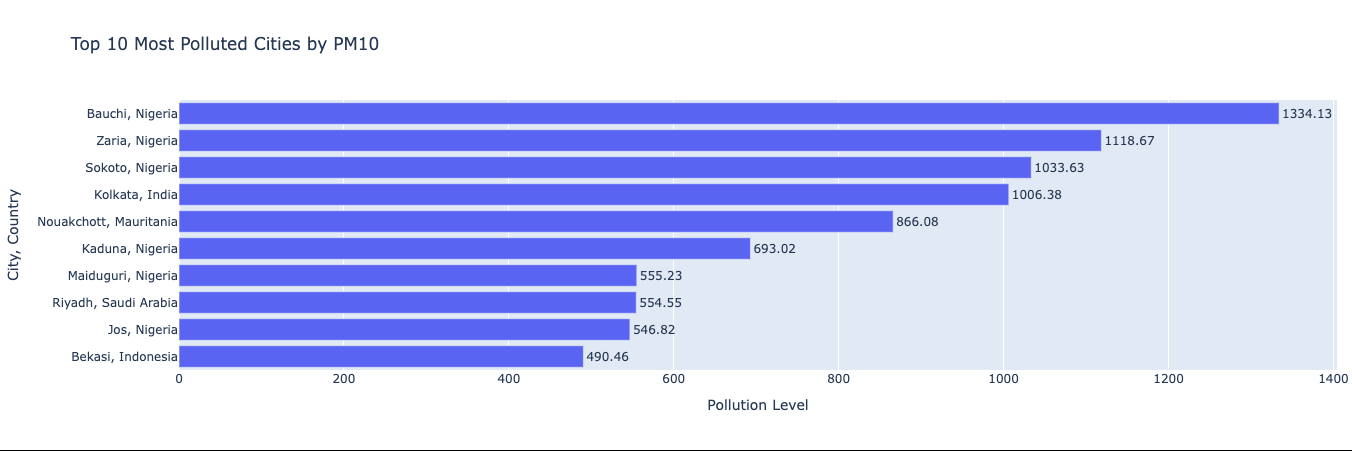 Top 10 Most Polluted Cities by PM10
City, Country
Bauchi, Nigeria 1334.13
Zaria, Nigeria 1118.67
Sokoto, Nigeria 1033.63
Kolkata, India 1006.38
Nouakchott, Mauritania 866.08
Kaduna, Nigeria 693.02
Maiduguri, Nigeria 555.23
Riyadh, Saudi Arabia 554.55
Jos, Nigeria 546.82
Bekasi, Indonesia 490.46
0 200 400 600 800 1000 1200 1400
Pollution Level